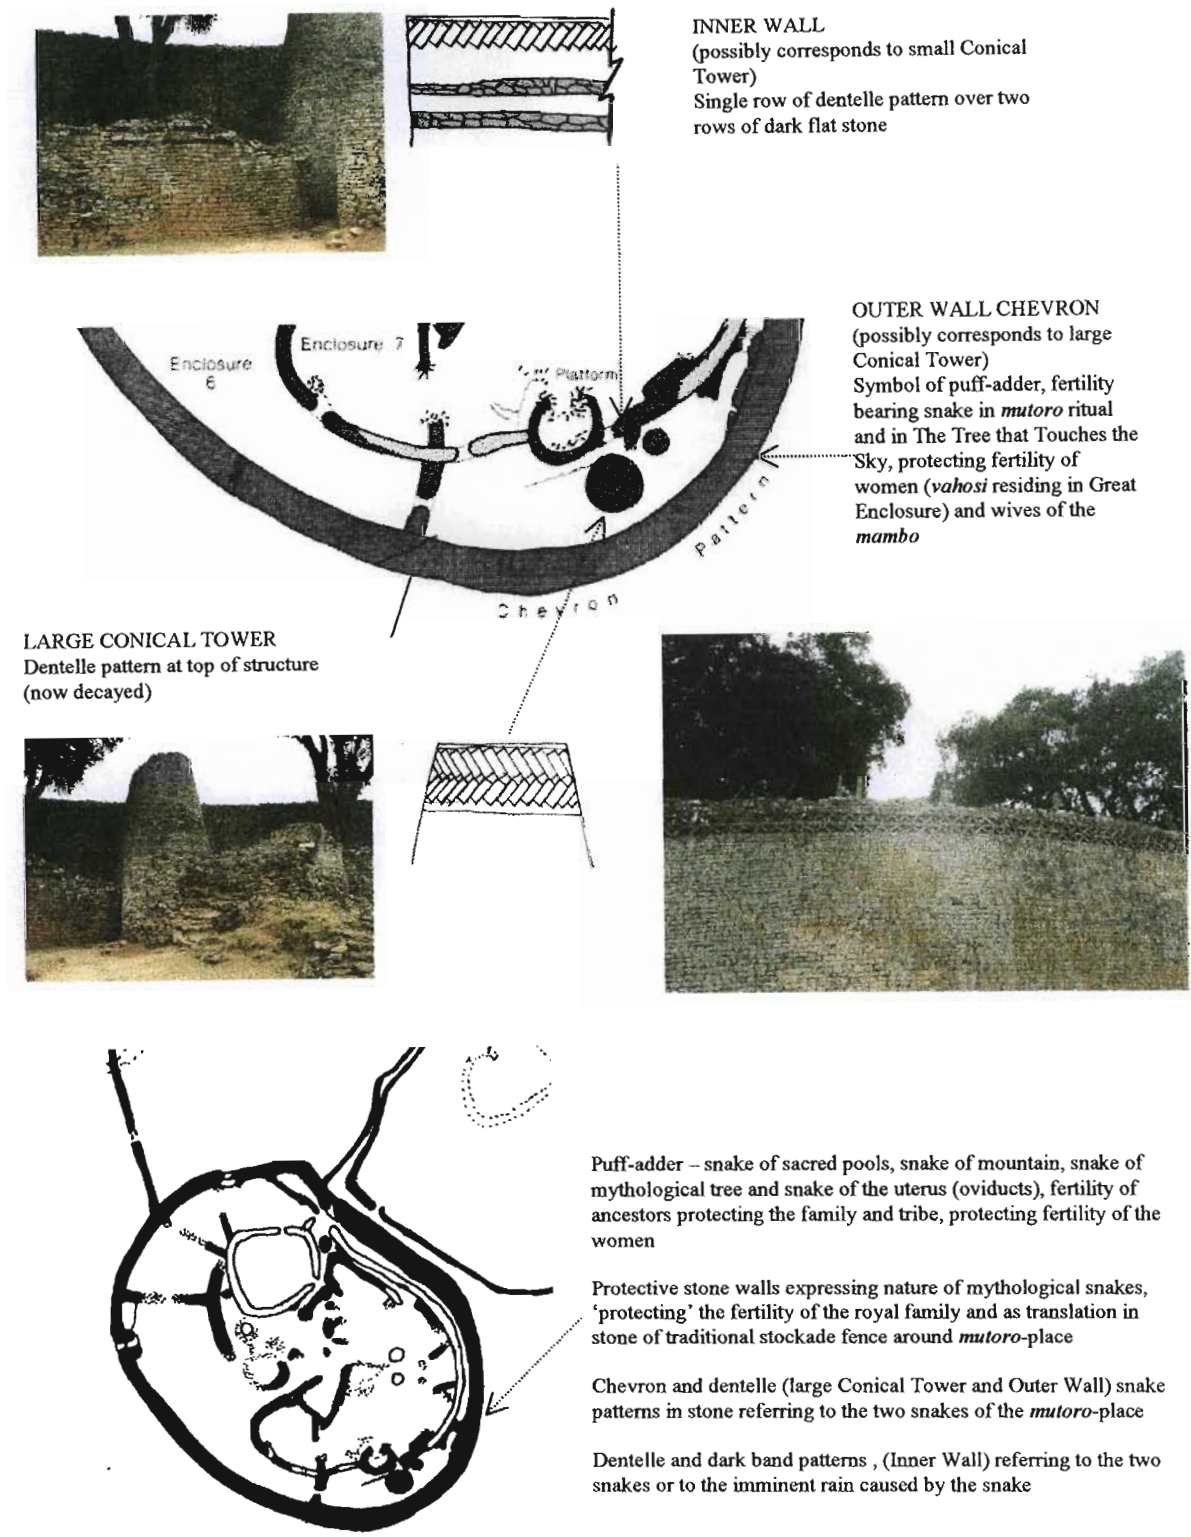 INNER WALL
(possibly corresponds to small Conical
Tower)
Single row of dentelle pattern over two
rows of dark flat stone
OUTER WALL CHEVRON
(possibly corresponds to large
Conical Tower)
Symbol of puff-adder, fertility
bearing snake in mutoro ritual
and in The Tree that Touches the
Sky, protecting fertility of
women (vahosi residing in Great
Enclosure) and wives of the
mambo
Enclosure
6
Enclosure 7
Platform
Chevron
Pattern
LARGE CONICAL TOWER
Dentelle pattern at top of structure
(now decayed)
Puff-adder – snake of sacred pools, snake of mountain, snake of
mythological tree and snake of the uterus (oviducts), fertility of
ancestors protecting the family and tribe, protecting fertility of the
women
Protective stone walls expressing nature of mythological snakes,
‘protecting’ the fertility of the royal family and as translation in
stone of traditional stockade fence around mutoro-place
Chevron and dentelle (large Conical Tower and Outer Wall) snake
patterns in stone referring to the two snakes of the mutoro-place
Dentelle and dark band patterns , (Inner Wall) referring to the two
snakes or to the imminent rain caused by the snake